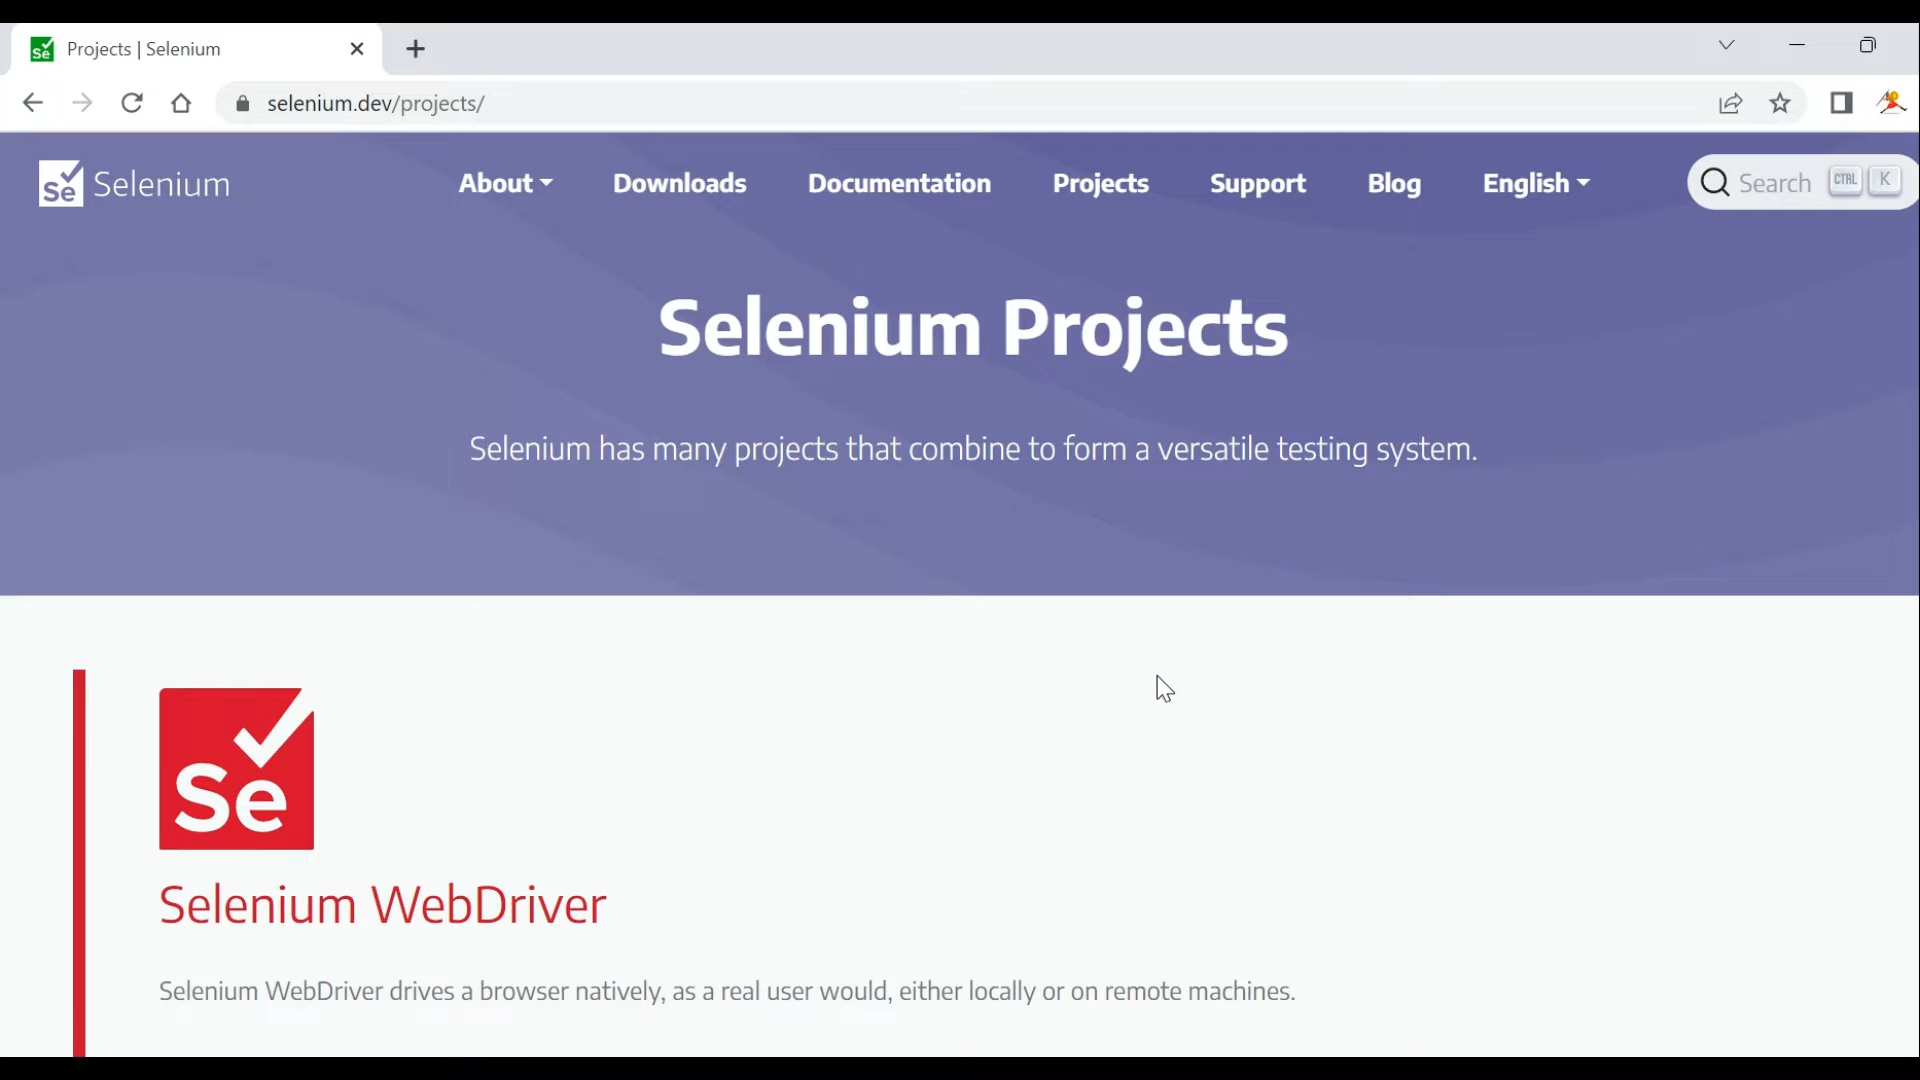 Se Projects | Selenium
selenium.dev/projects/
Se Selenium About Downloads Documentation Projects Support Blog English Search CTRL K
Selenium Projects
Selenium has many projects that combine to form a versatile testing system.
Se
Selenium WebDriver
Selenium WebDriver drives a browser natively, as a real user would, either locally or on remote machines.